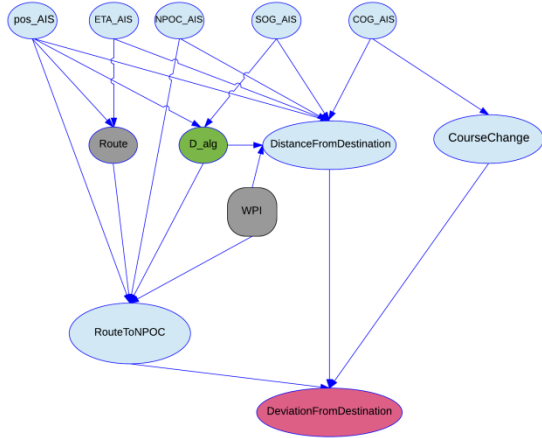 pos_AIS
ETA_AIS
NPOC_AIS
SOG_AIS
COG_AIS
Route
D_alg
DistanceFromDestination
CourseChange
WPI
RouteToNPOC
DeviationFromDestination